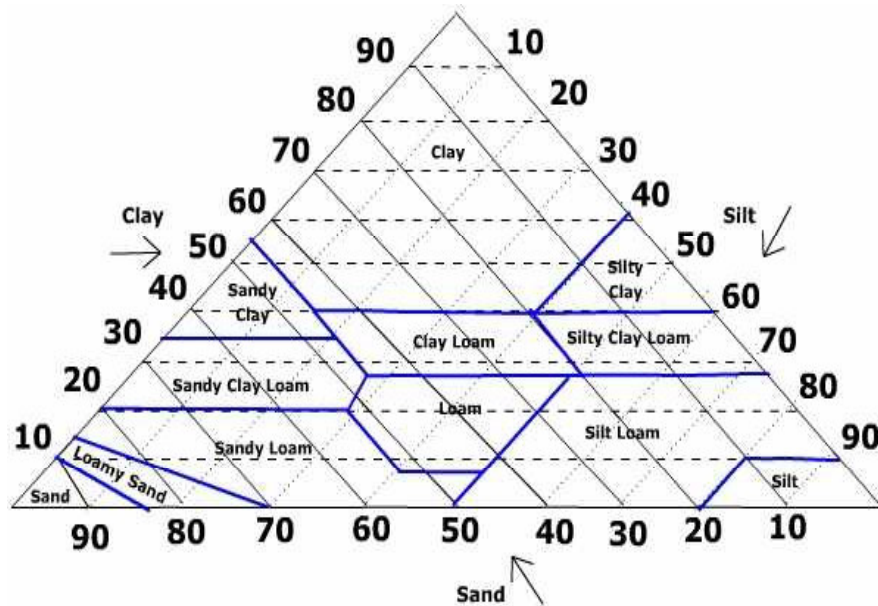 90 10
80 20
Clay
70 30
60 40
Clay Silt
50 50
Silty
Clay
40 60
Sandy
Clay
30 70
Clay Loam Silty Clay Loam
20 80
Sandy Clay Loam
Loam
10 90
Sandy Loam Silt Loam
Loamy Sand
Sand Silt
90 80 70 60 50 40 30 20 10
Sand